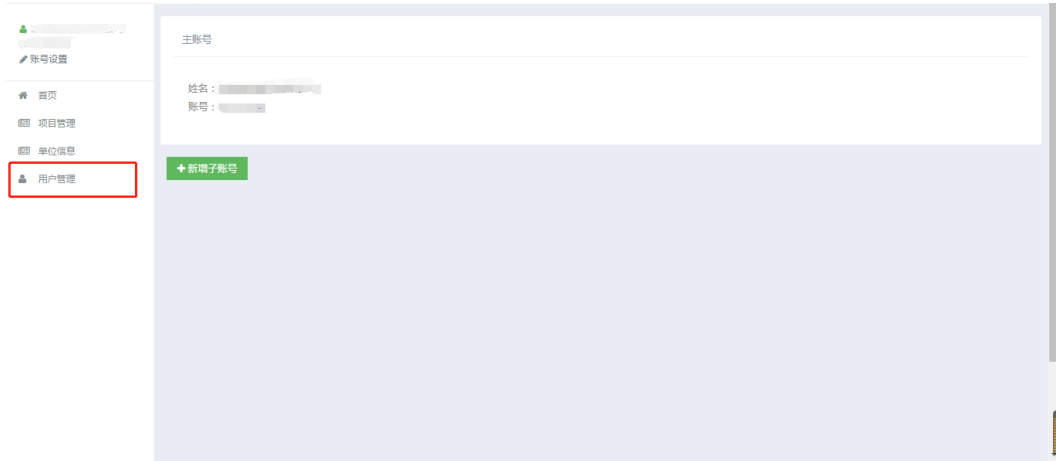 账号设置
首页
项目管理
单位信息
用户管理
主账号
姓名：
账号：
+新增子账号